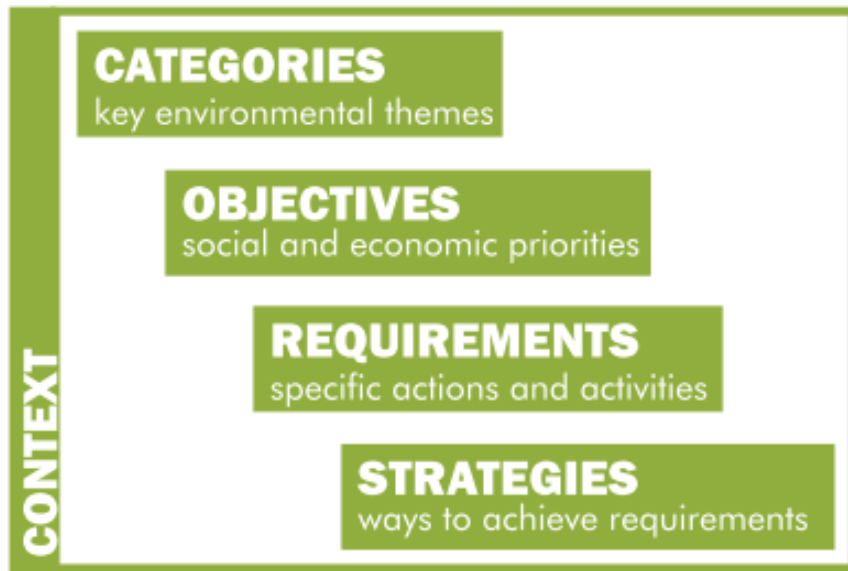 CONTEXT
CATEGORIES
key environmental themes
OBJECTIVES
social and economic priorities
REQUIREMENTS
specific actions and activities
STRATEGIES
ways to achieve requirements